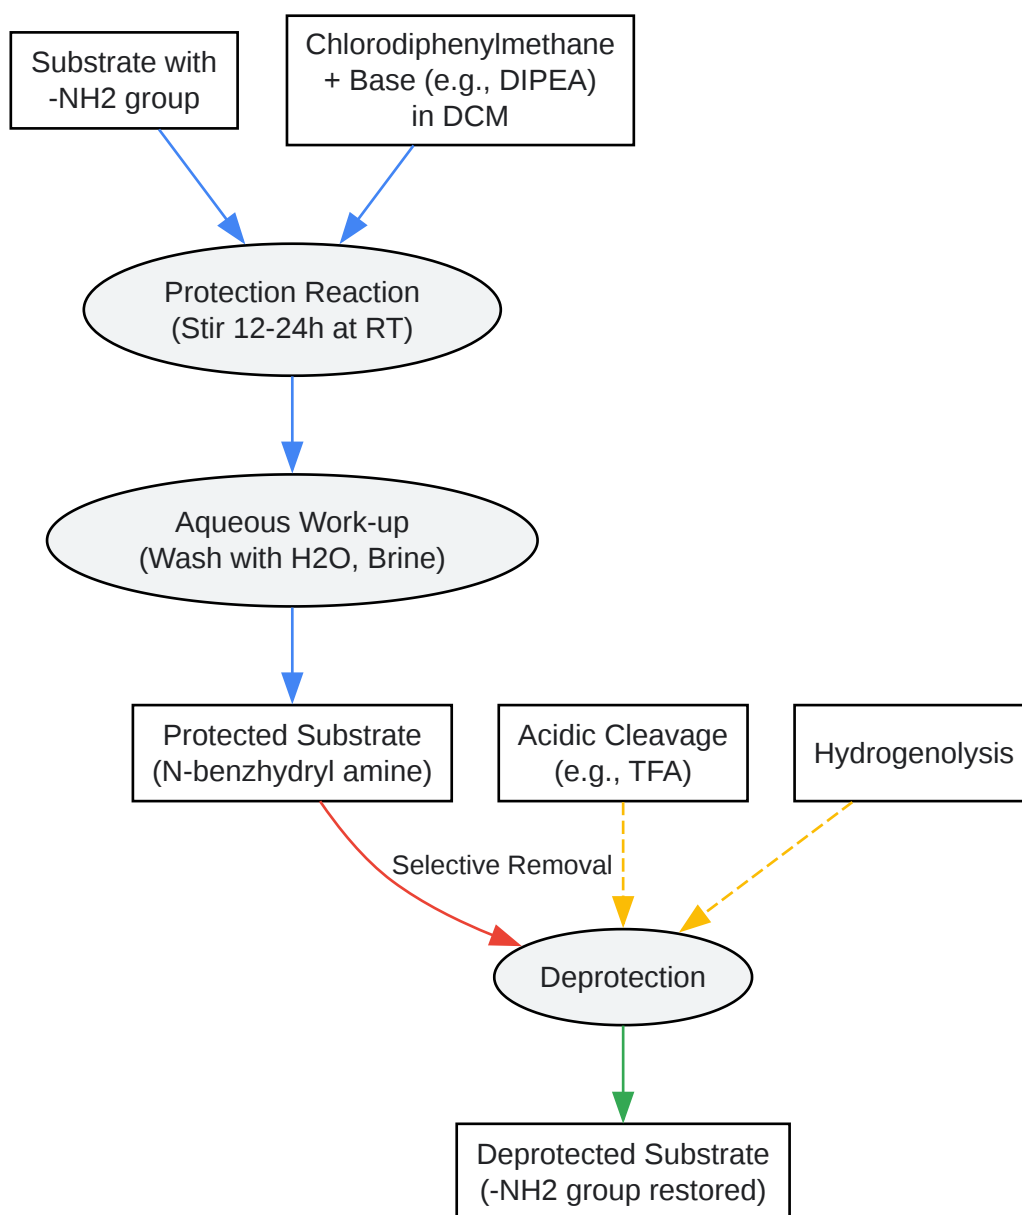 Substrate with
-NH2 group
Chlorodiphenylmethane
+ Base (e.g., DIPEA)
in DCM
Protection Reaction
(Stir 12-24h at RT)
Aqueous Work-up
(Wash with H2O, Brine)
Protected Substrate
(N-benzhydryl amine)
Acidic Cleavage
(e.g., TFA)
Hydrogenolysis
Selective Removal
Deprotection
Deprotected Substrate
(-NH2 group restored)